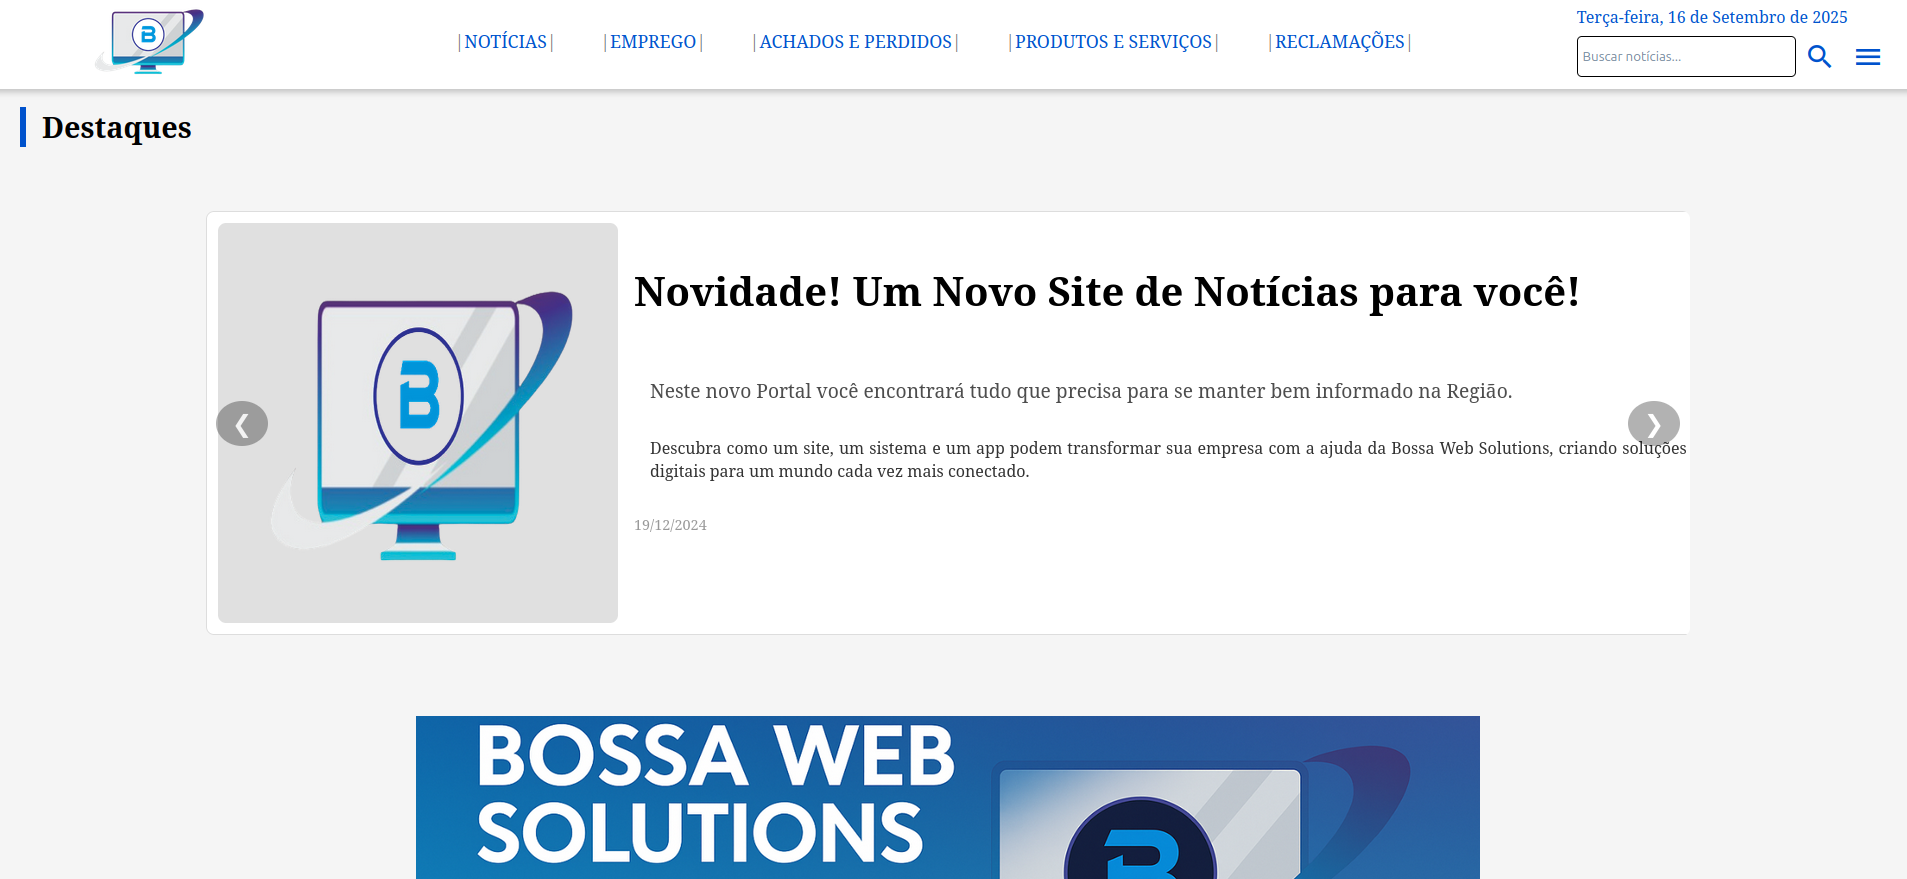 B
|NOTÍCIAS| |EMPREGO| |ACHADOS E PERDIDOS| |PRODUTOS E SERVIÇOS| |RECLAMAÇÕES|
Terça-feira, 16 de Setembro de 2025
Buscar notícias...
Destaques
Novidade! Um Novo Site de Notícias para você!
B
Neste novo Portal você encontrará tudo que precisa para se manter bem informado na Região.
Descubra como um site, um sistema e um app podem transformar sua empresa com a ajuda da Bossa Web Solutions, criando soluções
digitais para um mundo cada vez mais conectado.
19/12/2024
BOSSA WEB
SOLUTIONS
B